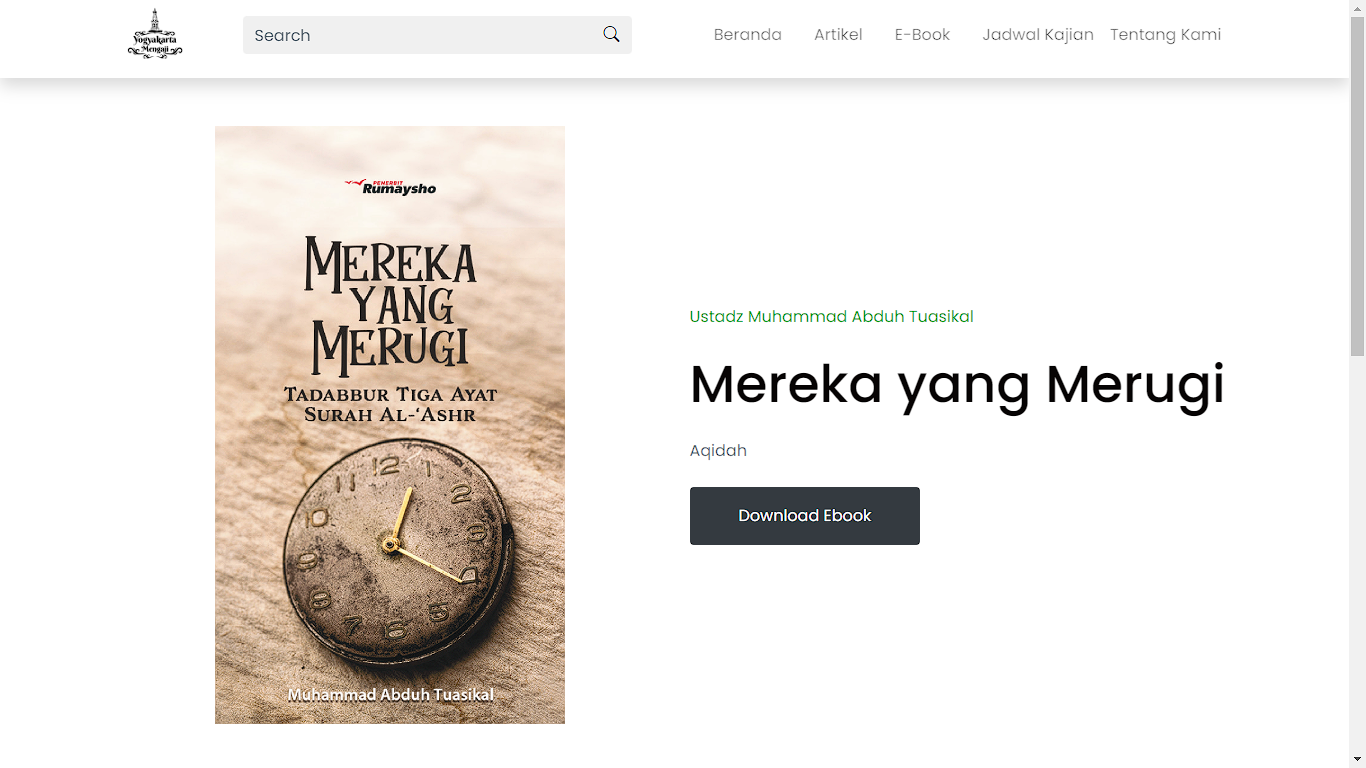 Yogyakarta
Mengaji
Search
Beranda
Artikel
E-Book
Jadwal Kajian
Tentang Kami
PENERBIT
Rumaysho
MEREKA
YANG
MERUGI
TADABBUR TIGA AYAT
SURAH AL-‘ASHR
12
1
2
3
4
5
6
7
8
9
10
11
Muhammad Abduh Tuasikal
Ustadz Muhammad Abduh Tuasikal
Mereka yang Merugi
Aqidah
Download Ebook